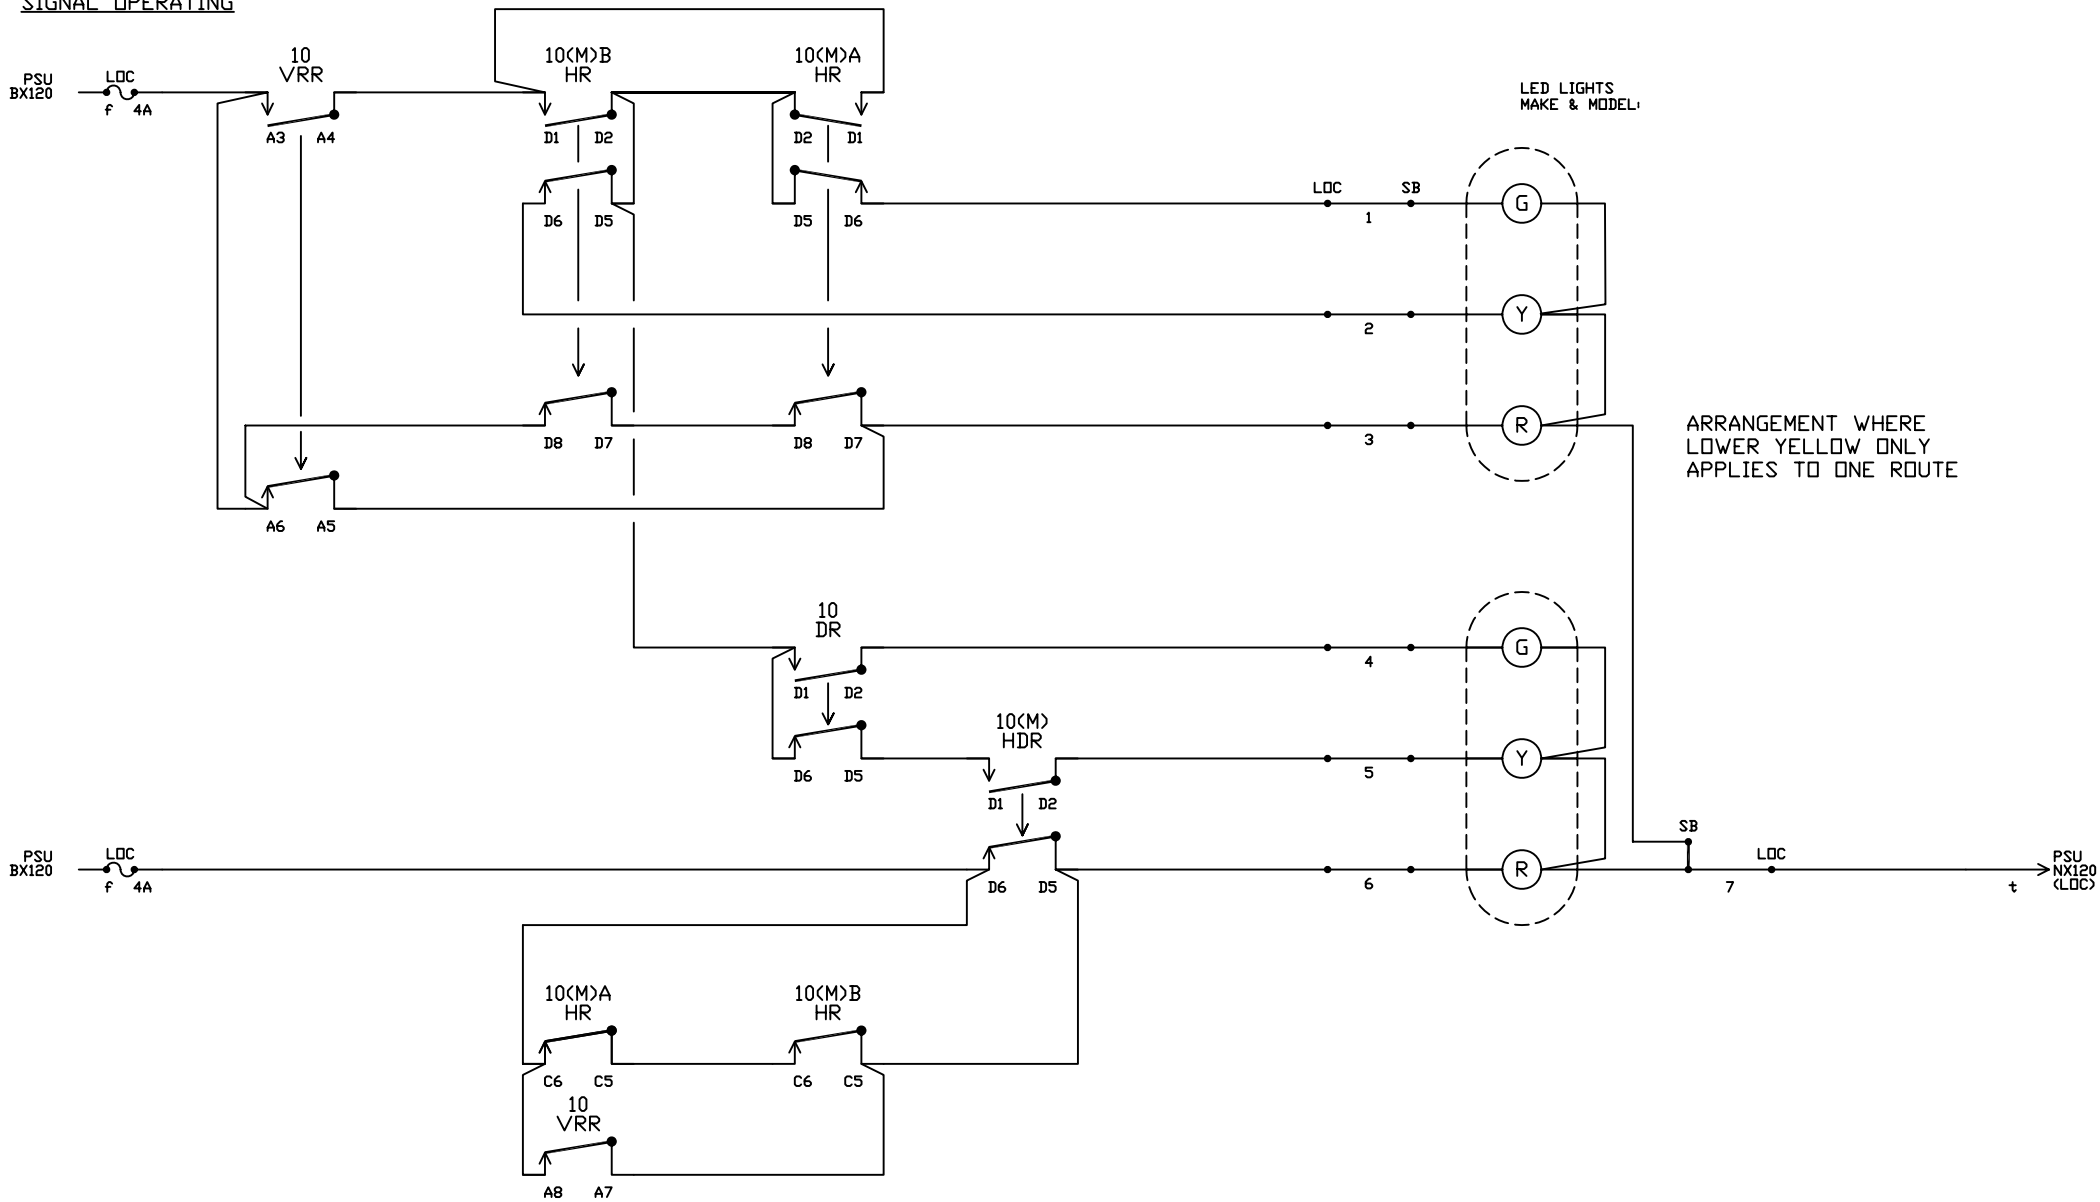 SIGNAL OPERATING
10
VRR
10(M)B
HR
10(M)A
HR
PSU
BX120
LOC
f 4A
A3 A4
D1 D2
D2 D1
LED LIGHTS
MAKE & MODEL:
D6 D5
D5 D6
LOC SB
1
G
2
Y
D8 D7
D8 D7
3
R
ARRANGEMENT WHERE
LOWER YELLOW ONLY
APPLIES TO ONE ROUTE
A6 A5
10
DR
D1 D2
4
G
10(M)
HDR
D6 D5
D1 D2
5
Y
PSU
BX120
LOC
f 4A
D6 D5
6
R
SB
7
LOC
t
PSU
NX120
(LOC)
10(M)A
HR
10(M)B
HR
C6 C5
C6 C5
10
VRR
A8 A7